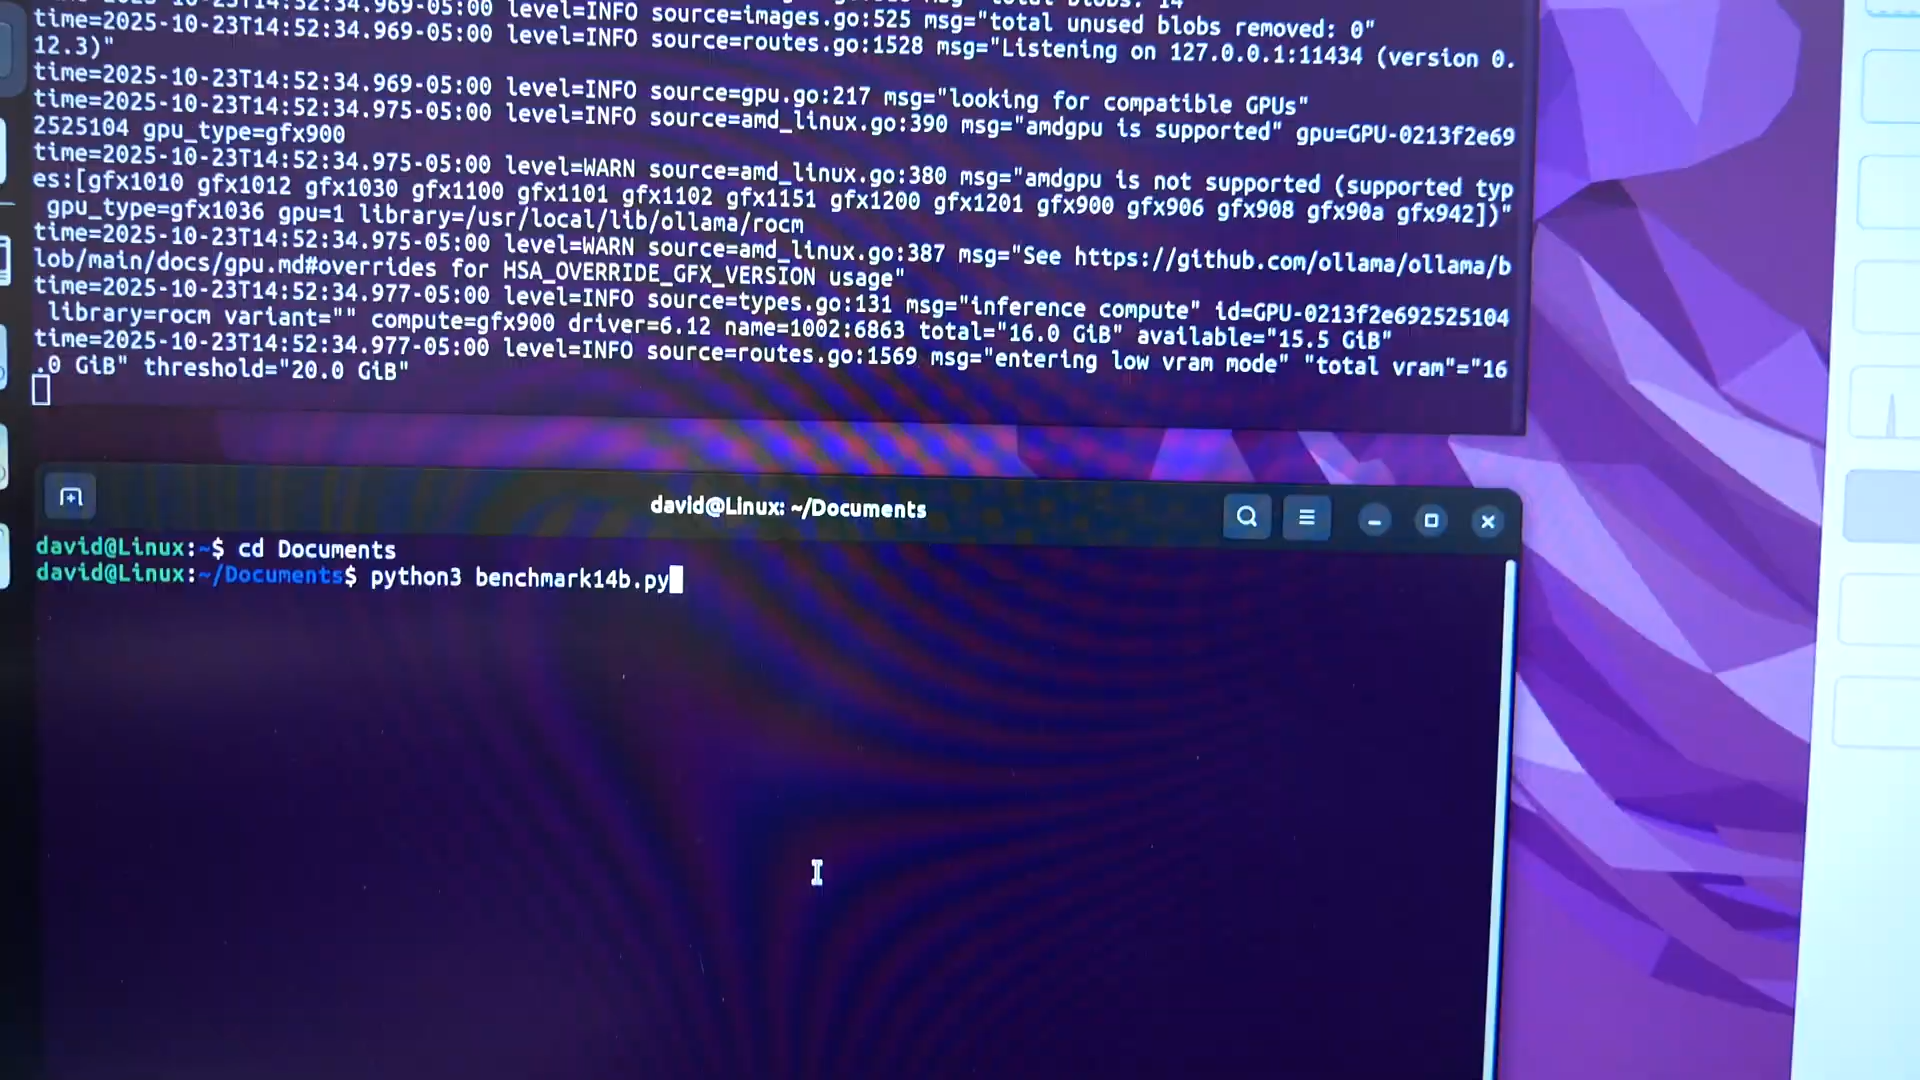 time=2025-10-23T14:52:34.969-05:00 level=INFO source=images.go:525 msg="total unused blobs removed: 0"
time=2025-10-23T14:52:34.969-05:00 level=INFO source=routes.go:1528 msg="Listening on 127.0.0.1:11434 (version 0.
12.3)"
time=2025-10-23T14:52:34.969-05:00 level=INFO source=gpu.go:217 msg="looking for compatible GPUs"
time=2025-10-23T14:52:34.975-05:00 level=INFO source=amd_linux.go:390 msg="amdgpu is supported" gpu=GPU-0213f2e69
2525104 gpu_type=gfx900
time=2025-10-23T14:52:34.975-05:00 level=WARN source=amd_linux.go:380 msg="amdgpu is not supported (supported typ
es:[gfx1010 gfx1012 gfx1030 gfx1100 gfx1101 gfx1102 gfx1151 gfx1200 gfx1201 gfx900 gfx906 gfx908 gfx90a gfx942])"
gpu_type=gfx1036 gpu=1 library=/usr/local/lib/ollama/rocm
time=2025-10-23T14:52:34.975-05:00 level=WARN source=amd_linux.go:387 msg="See https://github.com/ollama/ollama/b
lob/main/docs/gpu.md#overrides for HSA_OVERRIDE_GFX_VERSION usage"
time=2025-10-23T14:52:34.977-05:00 level=INFO source=types.go:131 msg="inference compute" id=GPU-0213f2e692525104
library=rocm variant="" compute=gfx900 driver=6.12 name=1002:6863 total="16.0 GiB" available="15.5 GiB"
time=2025-10-23T14:52:34.977-05:00 level=INFO source=routes.go:1569 msg="entering low vram mode" "total vram"="16
.0 GiB" threshold="20.0 GiB"
david@Linux: ~/Documents
david@Linux:~$ cd Documents
david@Linux:~/Documents$ python3 benchmark14b.py